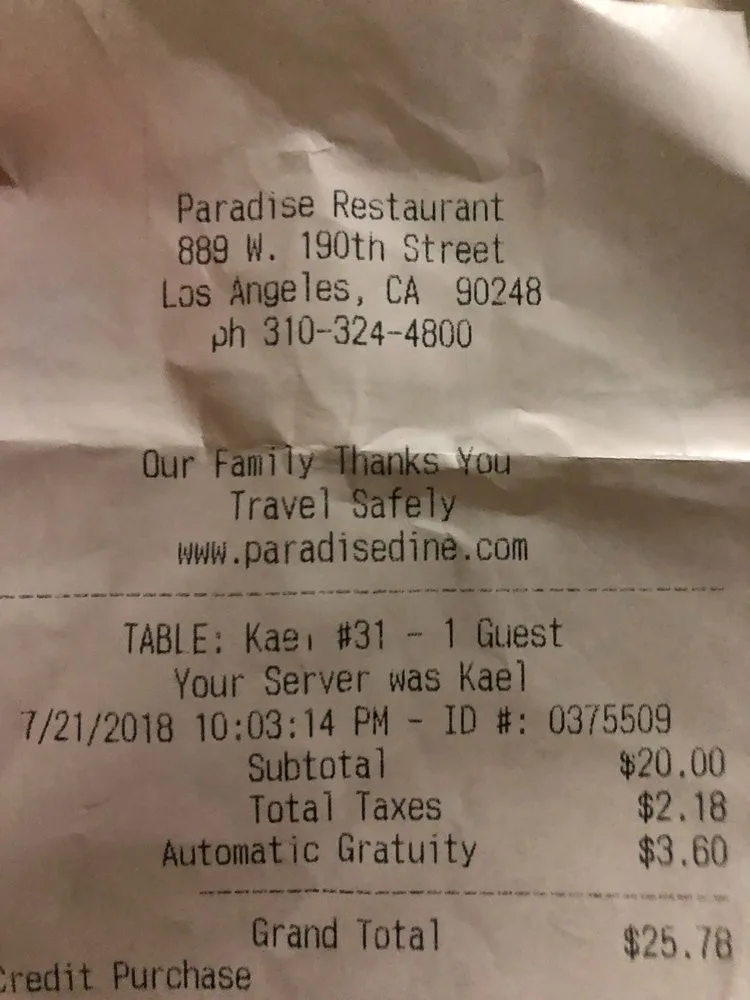 Paradise Restaurant
889 W. 190th Street
Los Angeles, CA 90248
ph 310-324-4800
Our Family Thanks You
Travel Safely
www.paradisedine.com
TABLE: Kael #31 - 1 Guest
Your Server was Kael
7/21/2018 10:03:14 PM - ID #: 0375509
Subtotal $20.00
Total Taxes $2.18
Automatic Gratuity $3.60
Grand Total $25.78
Credit Purchase